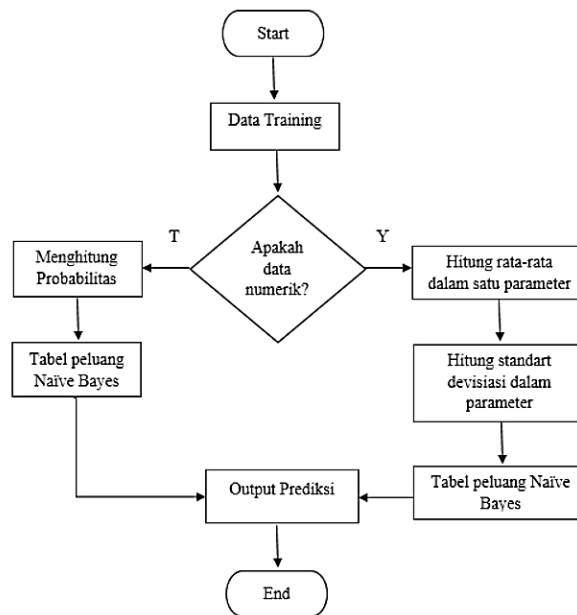 Start
Data Training
T
Apakah
data
numerik?
Y
Menghitung
Probabilitas
Hitung rata-rata
dalam satu parameter
Tabel peluang
Naïve Bayes
Hitung standart
devisiasi dalam
parameter
Output Prediksi
Tabel peluang Naïve
Bayes
End